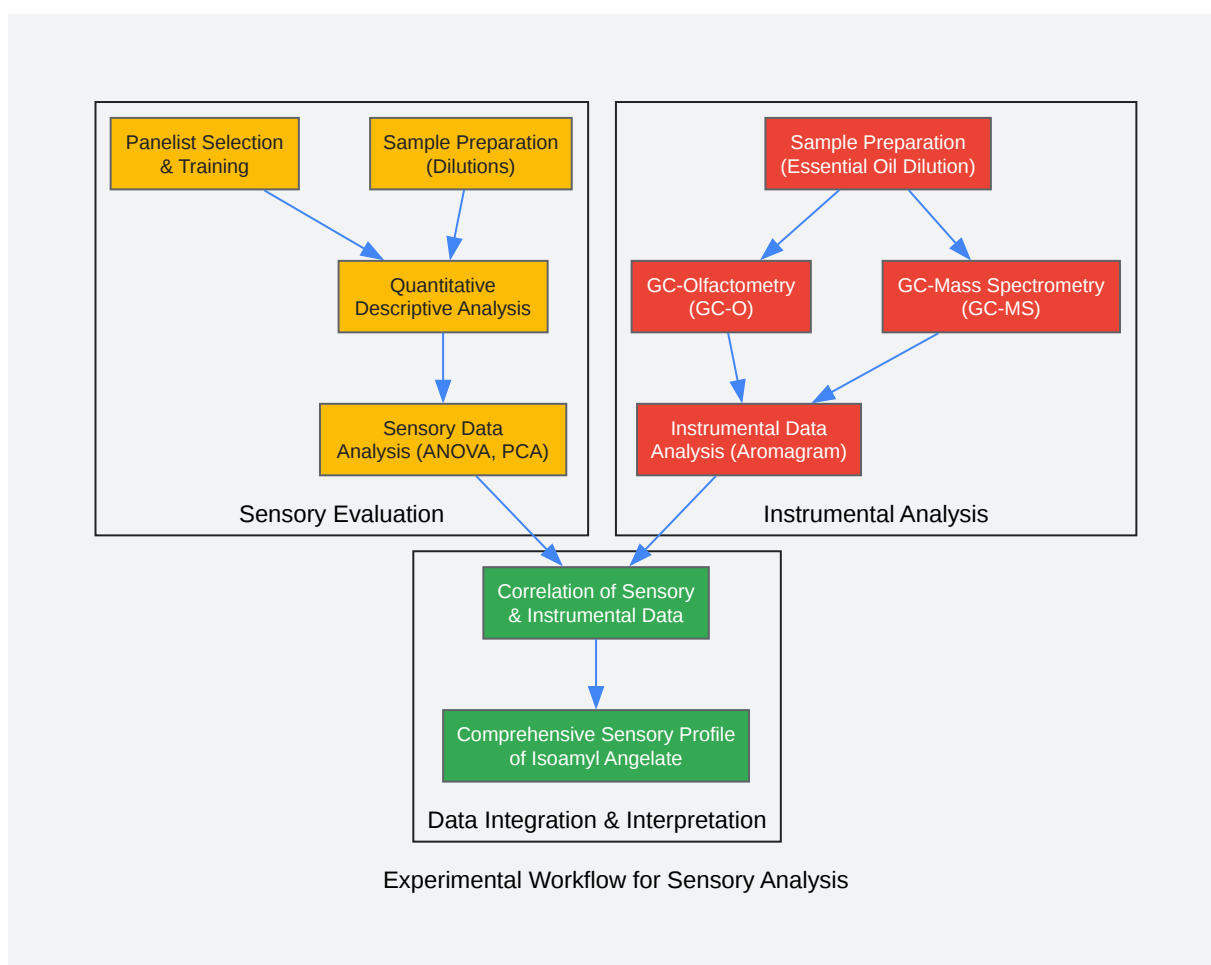 Panelist Selection
& Training
Sample Preparation
(Dilutions)
Quantitative
Descriptive Analysis
Sensory Data
Analysis (ANOVA, PCA)
Sensory Evaluation
Sample Preparation
(Essential Oil Dilution)
GC-Olfactometry
(GC-O)
GC-Mass Spectrometry
(GC-MS)
Instrumental Data
Analysis (Aromagram)
Instrumental Analysis
Correlation of Sensory
& Instrumental Data
Comprehensive Sensory Profile
of Isoamyl Angelate
Data Integration & Interpretation
Experimental Workflow for Sensory Analysis